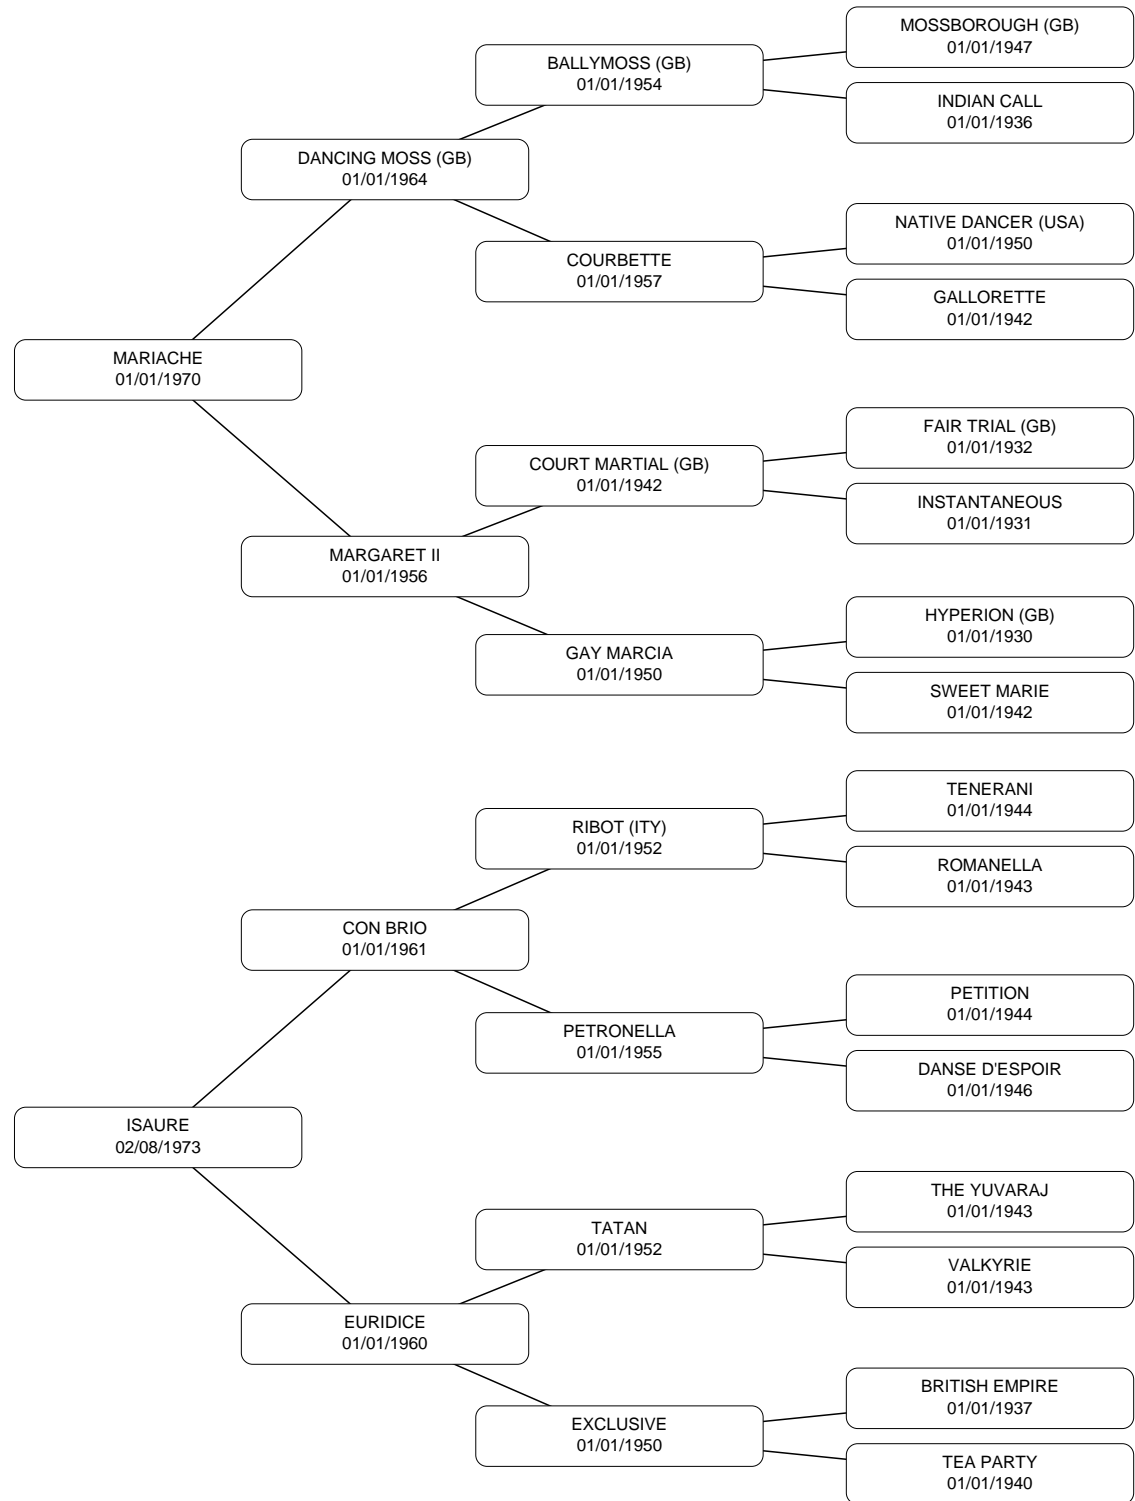 MOSSBOROUGH (GB)
01/01/1947
BALLYMOSS (GB)
01/01/1954
INDIAN CALL
01/01/1936
DANCING MOSS (GB)
01/01/1964
NATIVE DANCER (USA)
01/01/1950
COURBETTE
01/01/1957
GALLORETTE
01/01/1942
MARIACHE
01/01/1970
FAIR TRIAL (GB)
01/01/1932
COURT MARTIAL (GB)
01/01/1942
INSTANTANEOUS
01/01/1931
MARGARET II
01/01/1956
HYPERION (GB)
01/01/1930
GAY MARCIA
01/01/1950
SWEET MARIE
01/01/1942
TENERANI
01/01/1944
RIBOT (ITY)
01/01/1952
ROMANELLA
01/01/1943
CON BRIO
01/01/1961
PETITION
01/01/1944
PETRONELLA
01/01/1955
DANSE D'ESPOIR
01/01/1946
ISAURE
02/08/1973
THE YUVARAJ
01/01/1943
TATAN
01/01/1952
VALKYRIE
01/01/1943
EURIDICE
01/01/1960
BRITISH EMPIRE
01/01/1937
EXCLUSIVE
01/01/1950
TEA PARTY
01/01/1940